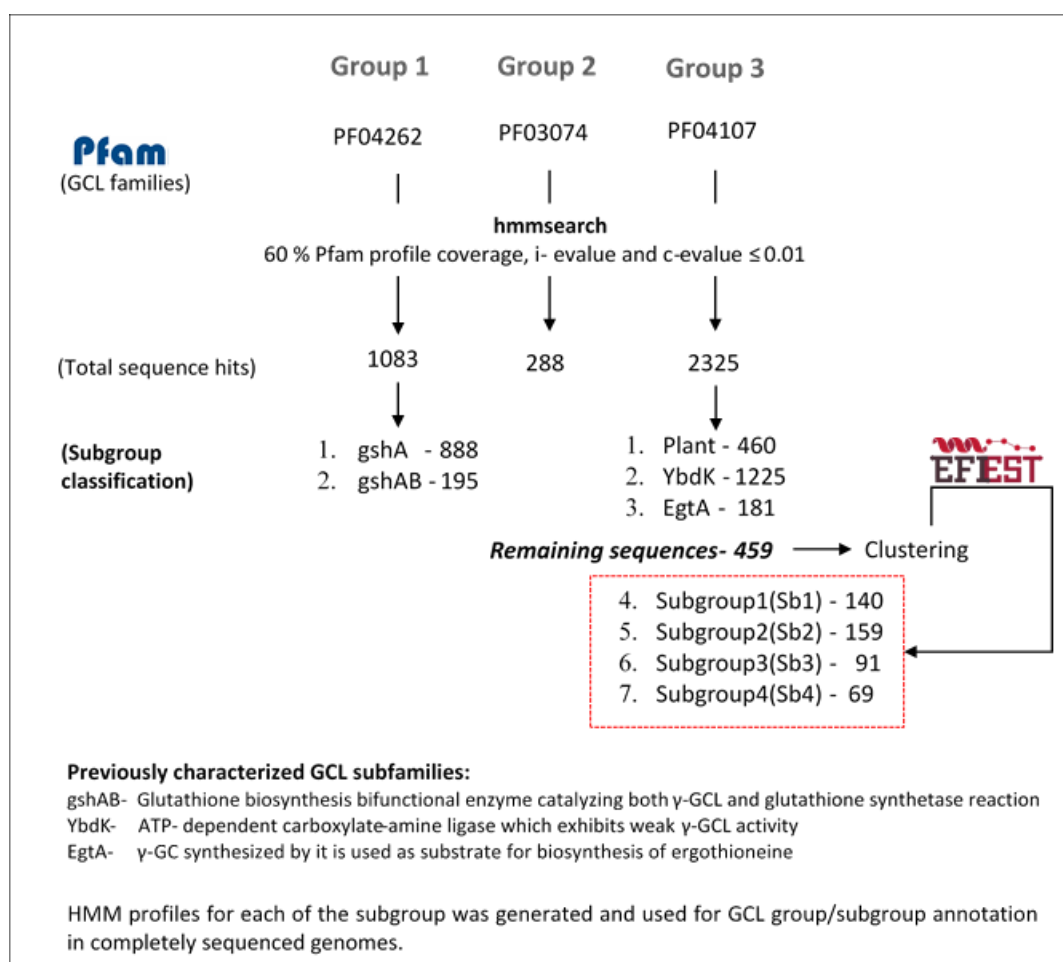 Group 1 Group 2 Group 3
PF04262 PF03074 PF04107
Pfam
(GCL families)
hmmsearch
60 % Pfam profile coverage, i- evalue and c-evalue ≤ 0.01
(Total sequence hits) 1083 288 2325
(Subgroup
classification)
1. gshA - 888
2. gshAB - 195
1. Plant - 460
2. YbdK - 1225
3. EgtA - 181
EFIEST
Remaining sequences- 459 Clustering
4. Subgroup1(Sb1) - 140
5. Subgroup2(Sb2) - 159
6. Subgroup3(Sb3) - 91
7. Subgroup4(Sb4) - 69
Previously characterized GCL subfamilies:
gshAB- Glutathione biosynthesis bifunctional enzyme catalyzing both γ-GCL and glutathione synthetase reaction
YbdK- ATP- dependent carboxylate-amine ligase which exhibits weak γ-GCL activity
EgtA- γ-GC synthesized by it is used as substrate for biosynthesis of ergothioneine
HMM profiles for each of the subgroup was generated and used for GCL group/subgroup annotation
in completely sequenced genomes.